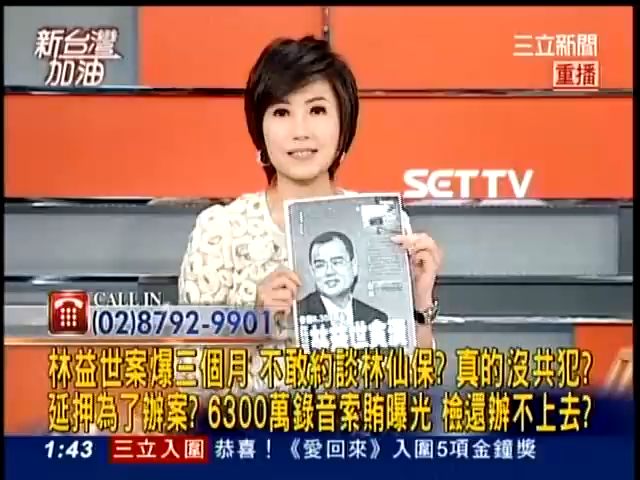 新台灣
加油
三立新聞
重播
SETTV
林益世案
CALL IN
(02)8792-9901
林益世案爆三個月 不敢約談林仙保? 真的沒共犯?
延押為了辦案? 6300萬錄音索賄曝光 檢還辦不上去?
1:43 三立入圍 恭喜!《愛回來》入圍5項金鐘獎